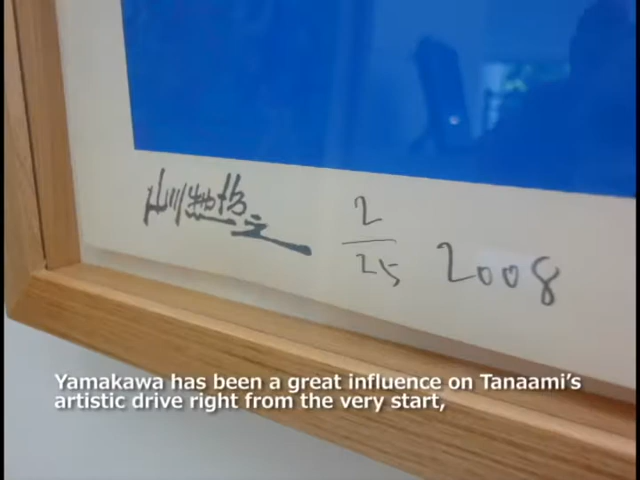 山川
2
25
2008
Yamakawa has been a great influence on Tanaami's
artistic drive right from the very start,